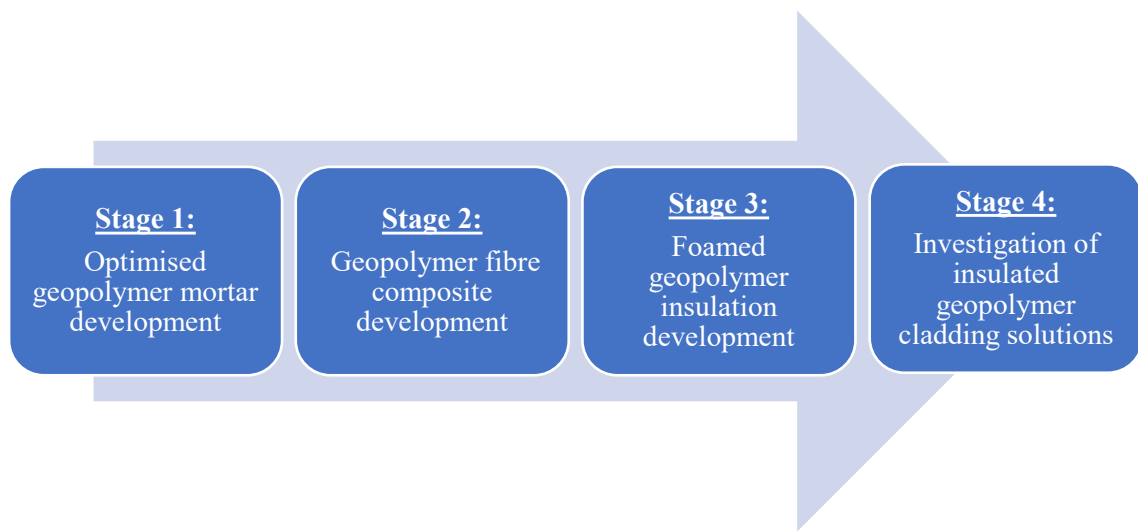 Stage 1:
Optimised
geopolymer mortar
development
Stage 2:
Geopolymer fibre
composite
development
Stage 3:
Foamed
geopolymer
insulation
development
Stage 4:
Investigation of
insulated
geopolymer
cladding solutions